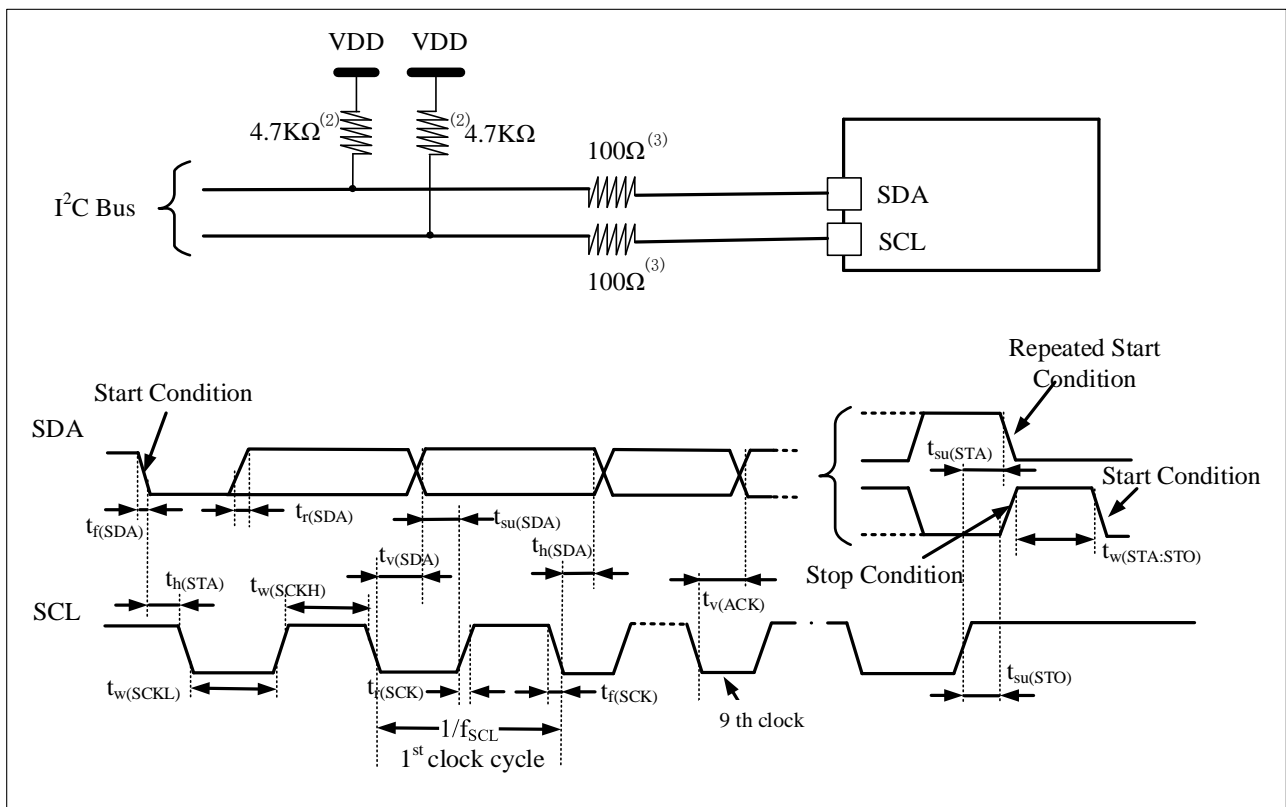 VDD VDD
4.7KΩ(2) (2)4.7KΩ
100Ω(3)
I2C Bus
SDA
SCL
100Ω(3)
Repeated Start
Condition
Start Condition
SDA
tsu(STA)
Start Condition
tf(SDA)
tr(SDA)
tsu(SDA)
tv(SDA)
th(SDA)
tw(STA:STO)
Stop Condition
th(STA)
tw(SCKH)
tv(ACK)
SCL
tw(SCKL)
tr(SCK)
tf(SCK)
tsu(STO)
9 th clock
1/fSCL
1st clock cycle